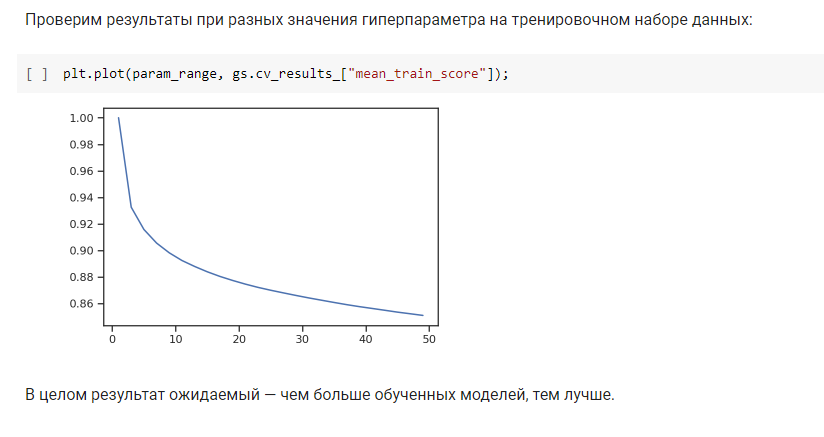 Проверим результаты при разных значения гиперпараметра на тренировочном наборе данных:
[ ] plt.plot(param_range, gs.cv_results_["mean_train_score"]);
1.00
0.98
0.96
0.94
0.92
0.90
0.88
0.86
0 10 20 30 40 50
В целом результат ожидаемый — чем больше обученных моделей, тем лучше.